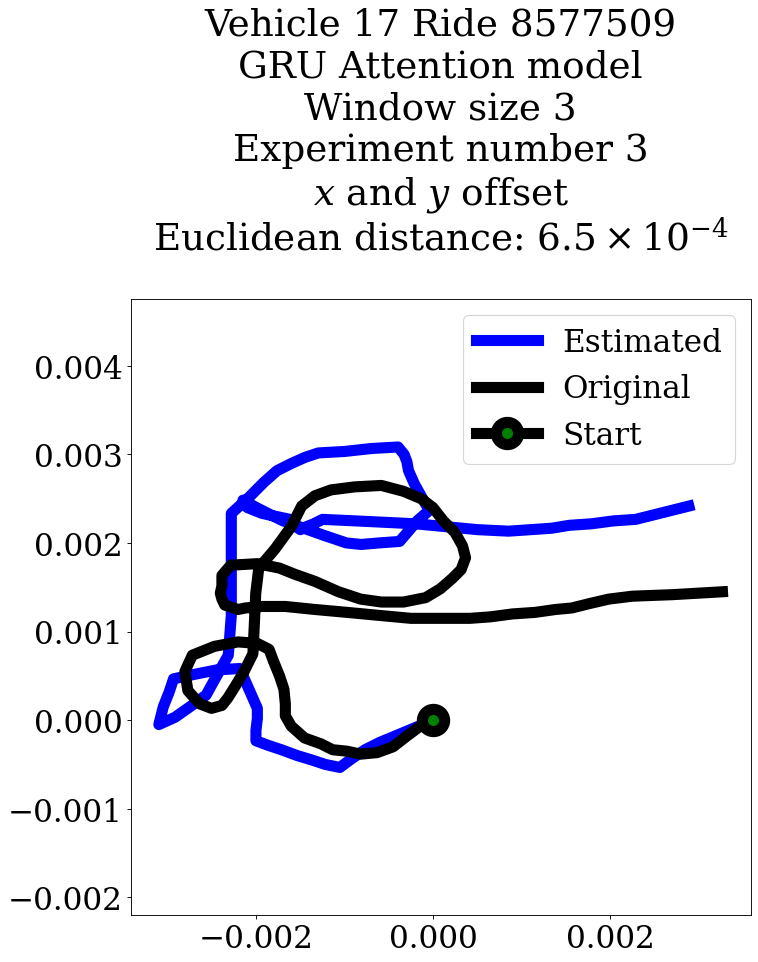 Vehicle 17 Ride 8577509
GRU Attention model
Window size 3
Experiment number 3
x and y offset
Euclidean distance: 6.5 × 10⁻⁴
Estimated
Original
Start
0.004
0.003
0.002
0.001
0.000
−0.001
−0.002
−0.002 0.000 0.002